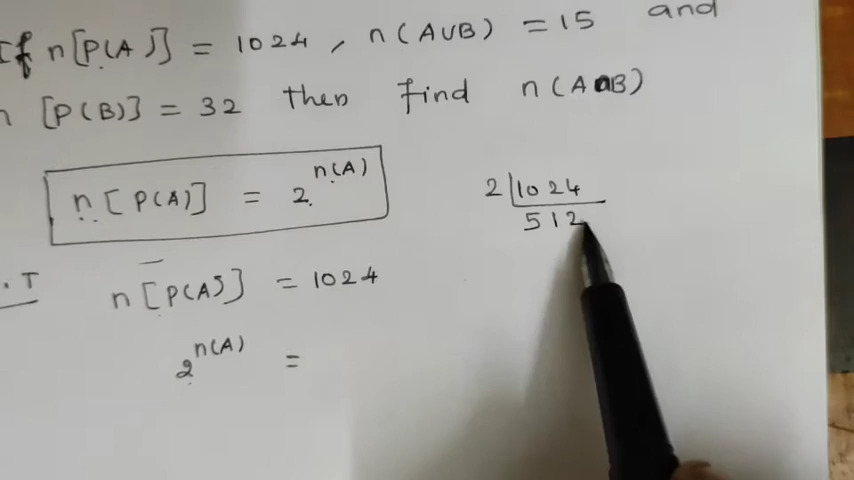 If n[P(A)] = 1024, n(A∪B) = 15 and
n [P(B)] = 32 then find n(A∩B)
n [P(A)] = 2^n(A)
2 | 1024
512
.T n [P(A)] = 1024
2^n(A) =